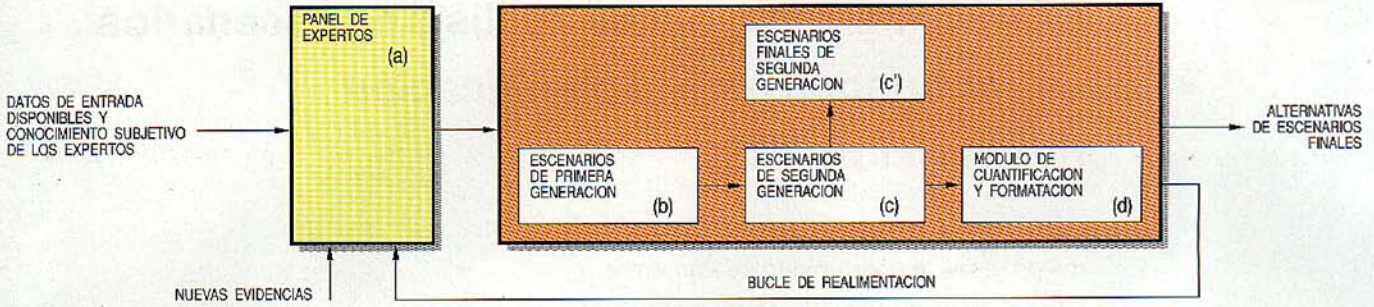 PANEL DE
EXPERTOS
(a)
DATOS DE ENTRADA
DISPONIBLES Y
CONOCIMIENTO SUBJETIVO
DE LOS EXPERTOS
ESCENARIOS
FINALES DE
SEGUNDA
GENERACION (c')
ESCENARIOS
DE PRIMERA
GENERACION
(b)
ESCENARIOS
DE SEGUNDA
GENERACION
(c)
MODULO DE
CUANTIFICACION
Y FORMATACION
(d)
ALTERNATIVAS
DE ESCENARIOS
FINALES
NUEVAS EVIDENCIAS
BUCLE DE REALIMENTACION